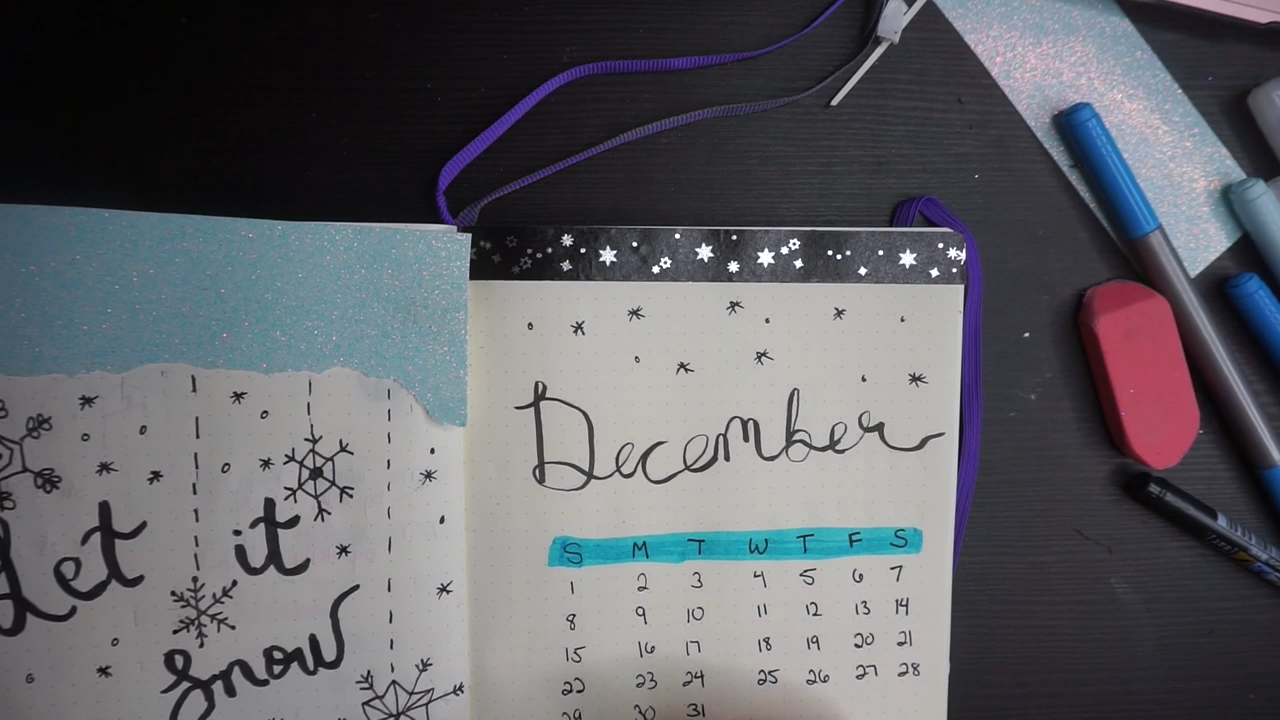 Let it
Snow
December
S M T W T F S
1 2 3 4 5 6 7
8 9 10 11 12 13 14
15 16 17 18 19 20 21
22 23 24 25 26 27 28
29 30 31